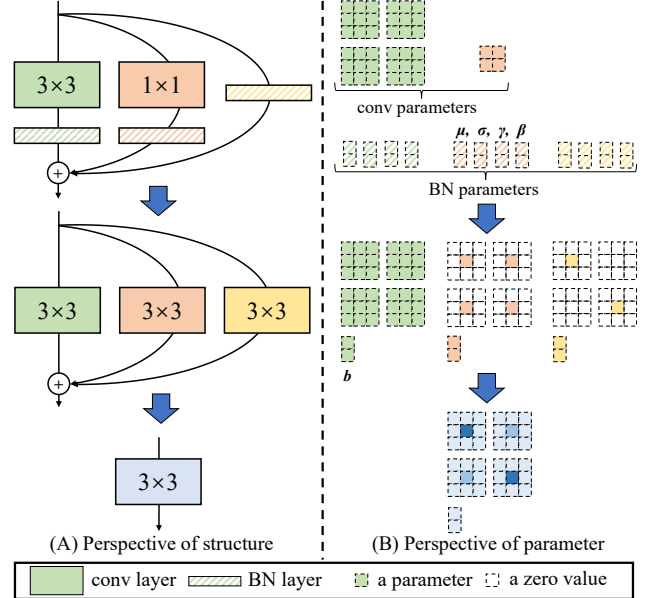 3×3
1×1
conv parameters
μ, σ, γ, β
BN parameters
3×3
3×3
3×3
b
3×3
(A) Perspective of structure
(B) Perspective of parameter
conv layer
BN layer
a parameter
a zero value